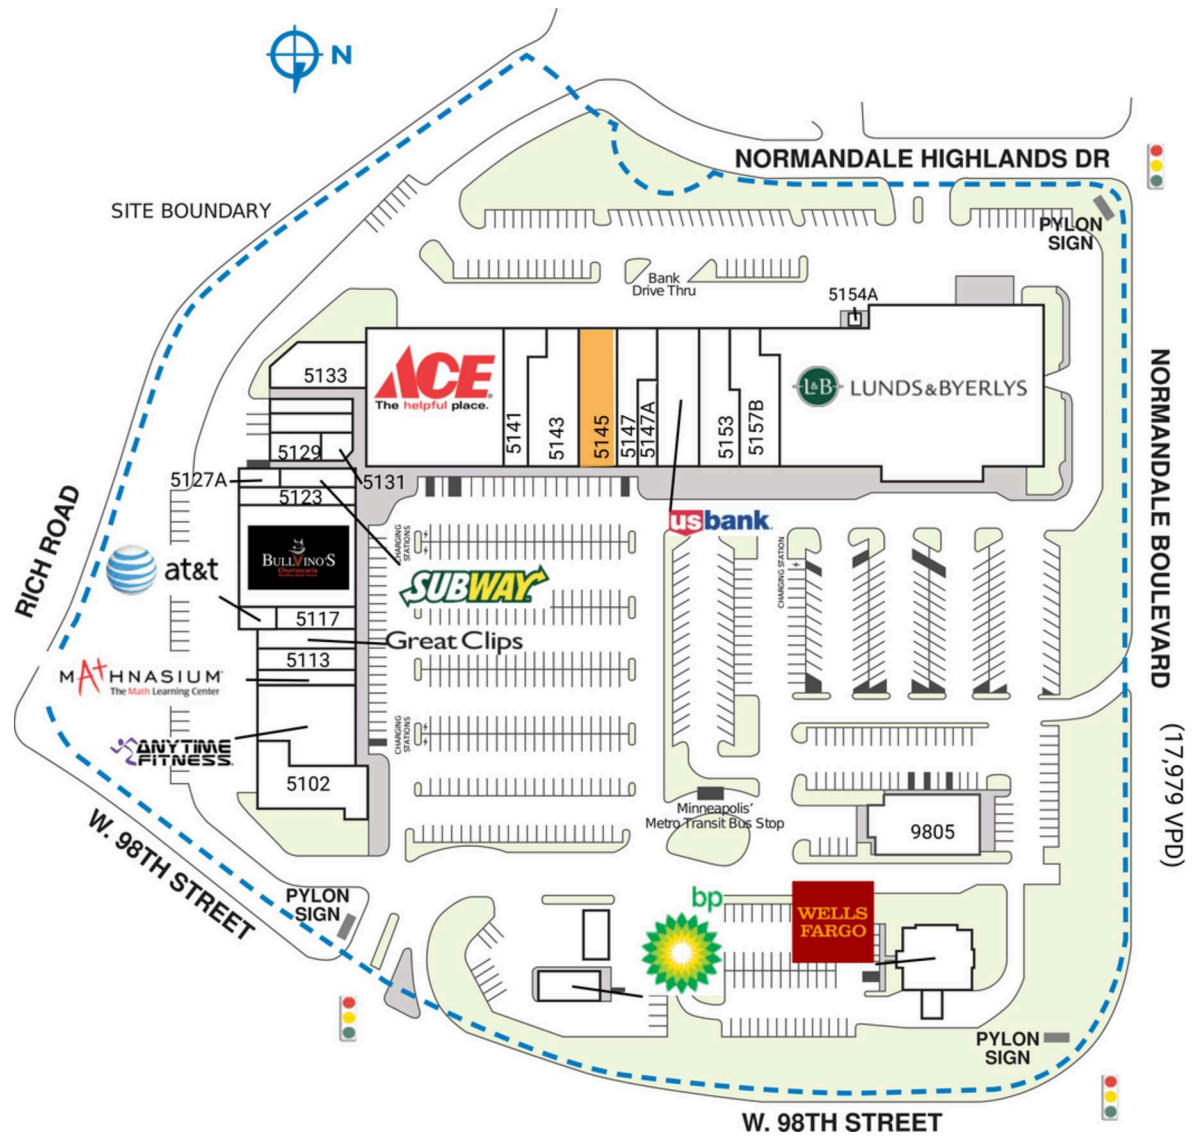 N
NORMANDALE HIGHLANDS DR
SITE BOUNDARY
PYLON
SIGN
Bank
Drive Thru
5154A
ACE
The helpful place.
5133
5141
5143
5145
5147
5147A
5153
5157B
L&B
LUNDS & BYERLYS
5129
5131
5127A
5123
usbank
BULLVINO'S
Churrascaria
at&t
SUBWAY
CHARGING
STATIONS
CHARGING STATION
5117
Great Clips
5113
MATHNASIUM
The Math Learning Center
ANYTIME
FITNESS
5102
CHARGING
STATIONS
RICH ROAD
NORMANDALE BOULEVARD
(17,979 VPD)
Minneapolis'
Metro Transit Bus Stop
9805
W. 98TH STREET
PYLON
SIGN
bp
WELLS
FARGO
PYLON
SIGN
W. 98TH STREET